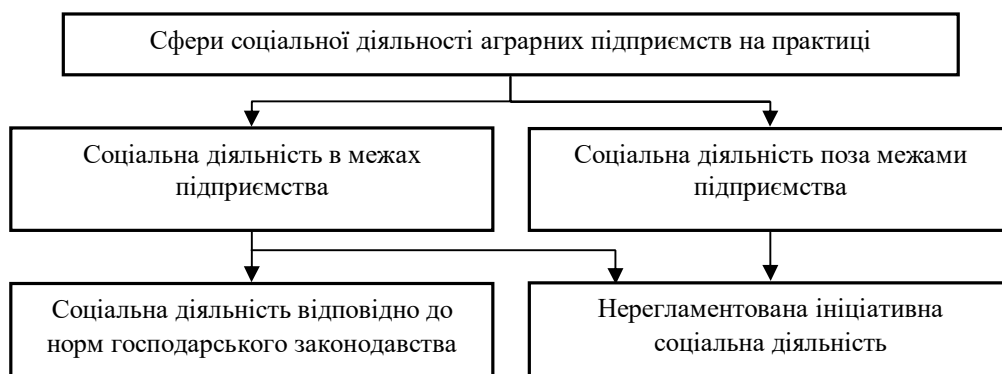 Сфери соціальної діяльності аграрних підприємств на практиці
Соціальна діяльність в межах
підприємства
Соціальна діяльність поза межами
підприємства
Соціальна діяльність відповідно до
норм господарського законодавства
Нерегламентована ініціативна
соціальна діяльність